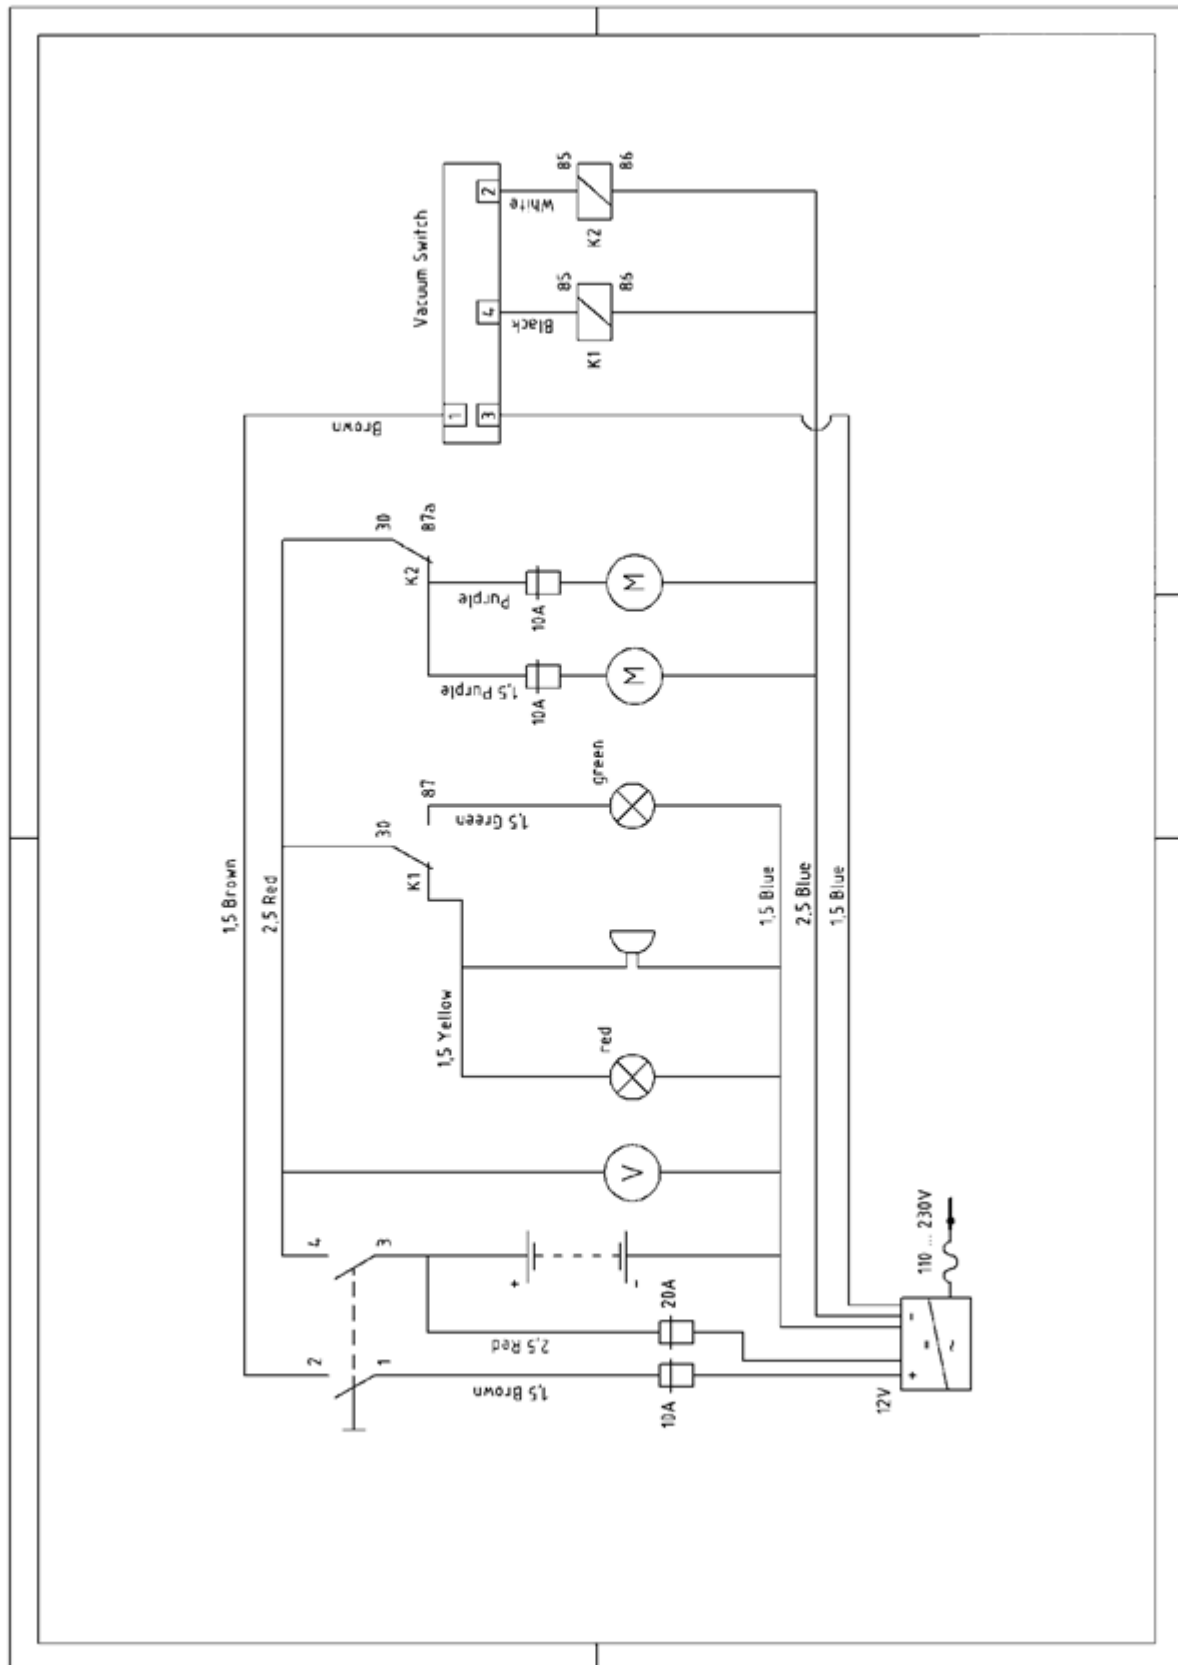 1,5 Brown
2,5 Red
2
1
4
3
1,5 Brown
10A
2,5 Red
20A
+
-
12V
+
-
=
~
110 ... 230V
V
1,5 Yellow
red
K1
30
87
1,5 Green
green
1,5 Blue
2,5 Blue
1,5 Blue
K2
30
87a
1,5 Purple
10A
M
Purple
10A
M
Brown
Vacuum Switch
1
3
4
2
Black
K1
85
86
White
K2
85
86